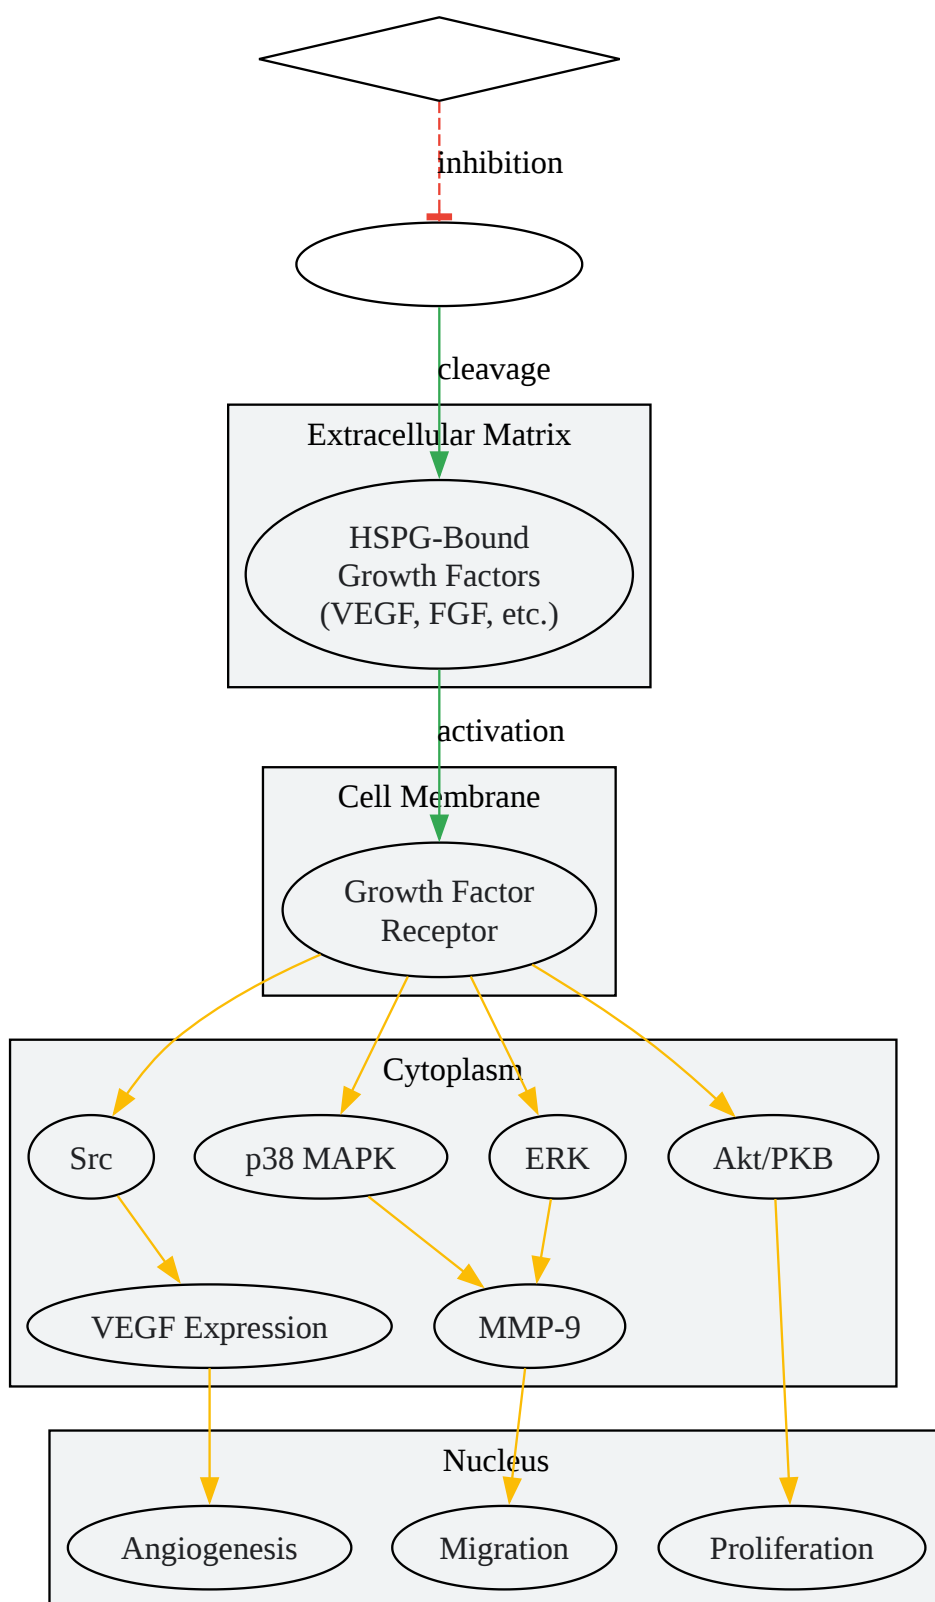 inhibition
cleavage
Extracellular Matrix
HSPG-Bound
Growth Factors
(VEGF, FGF, etc.)
activation
Cell Membrane
Growth Factor
Receptor
Cytoplasm
Src
p38 MAPK
ERK
Akt/PKB
VEGF Expression
MMP-9
Nucleus
Angiogenesis
Migration
Proliferation